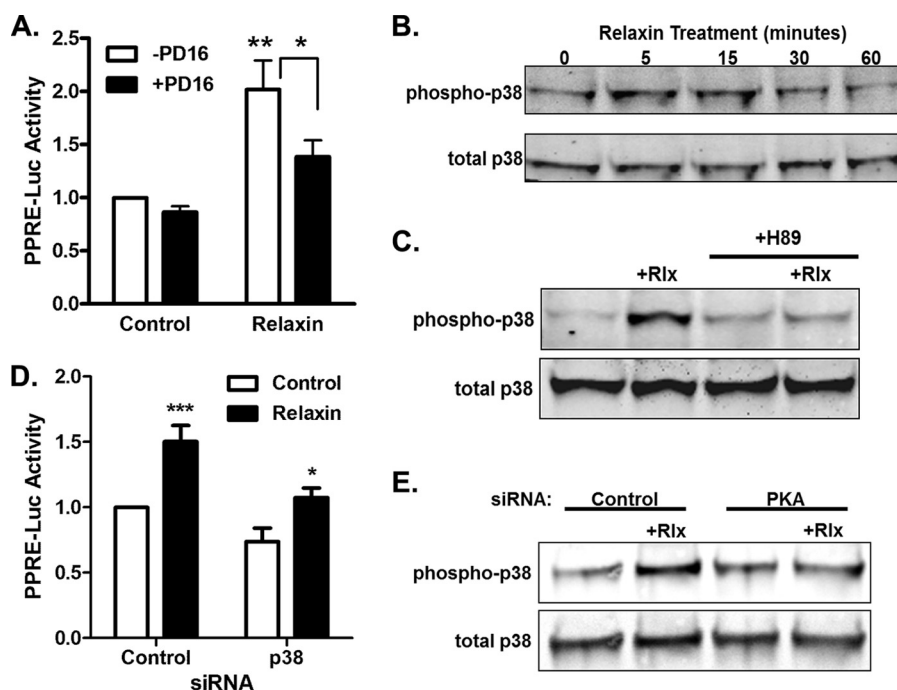 A.
2.5
2.0
1.5
1.0
0.5
0.0
PPRE-Luc Activity
-PD16
+PD16
** *
Control Relaxin
B.
Relaxin Treatment (minutes)
0 5 15 30 60
phospho-p38
total p38
C.
+H89
+Rlx +Rlx
phospho-p38
total p38
D.
2.0
1.5
1.0
0.5
0.0
PPRE-Luc Activity
Control
Relaxin
***
*
Control p38
siRNA
E.
siRNA: Control PKA
+Rlx +Rlx
phospho-p38
total p38